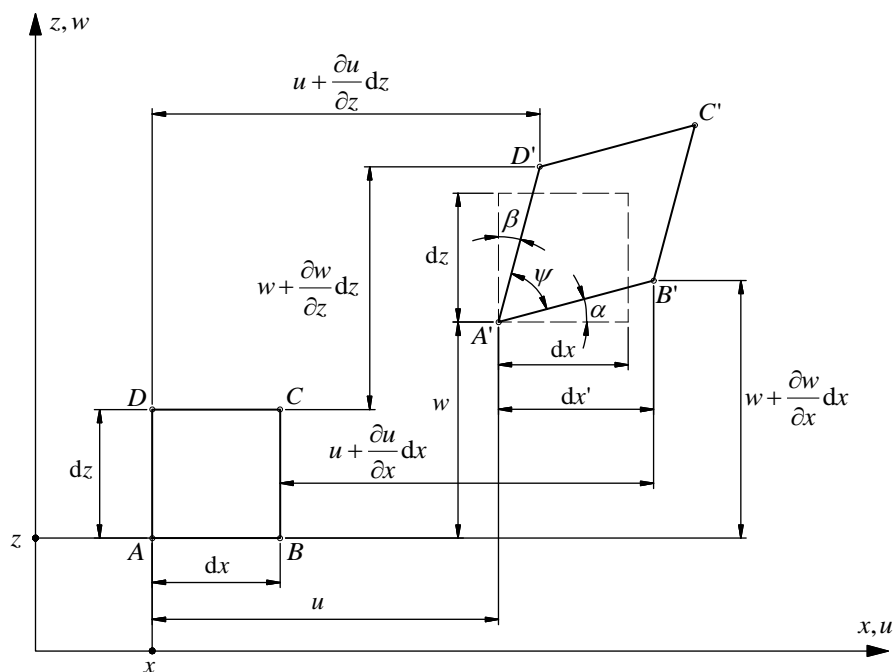 z, w
u + ∂u/∂z dz
C'
D'
β
dz
w + ∂w/∂z dz
ψ
B'
α
A'
dx
D
C
w
dx'
w + ∂w/∂x dx
u + ∂u/∂x dx
dz
z
A
B
dx
u
x, u
x